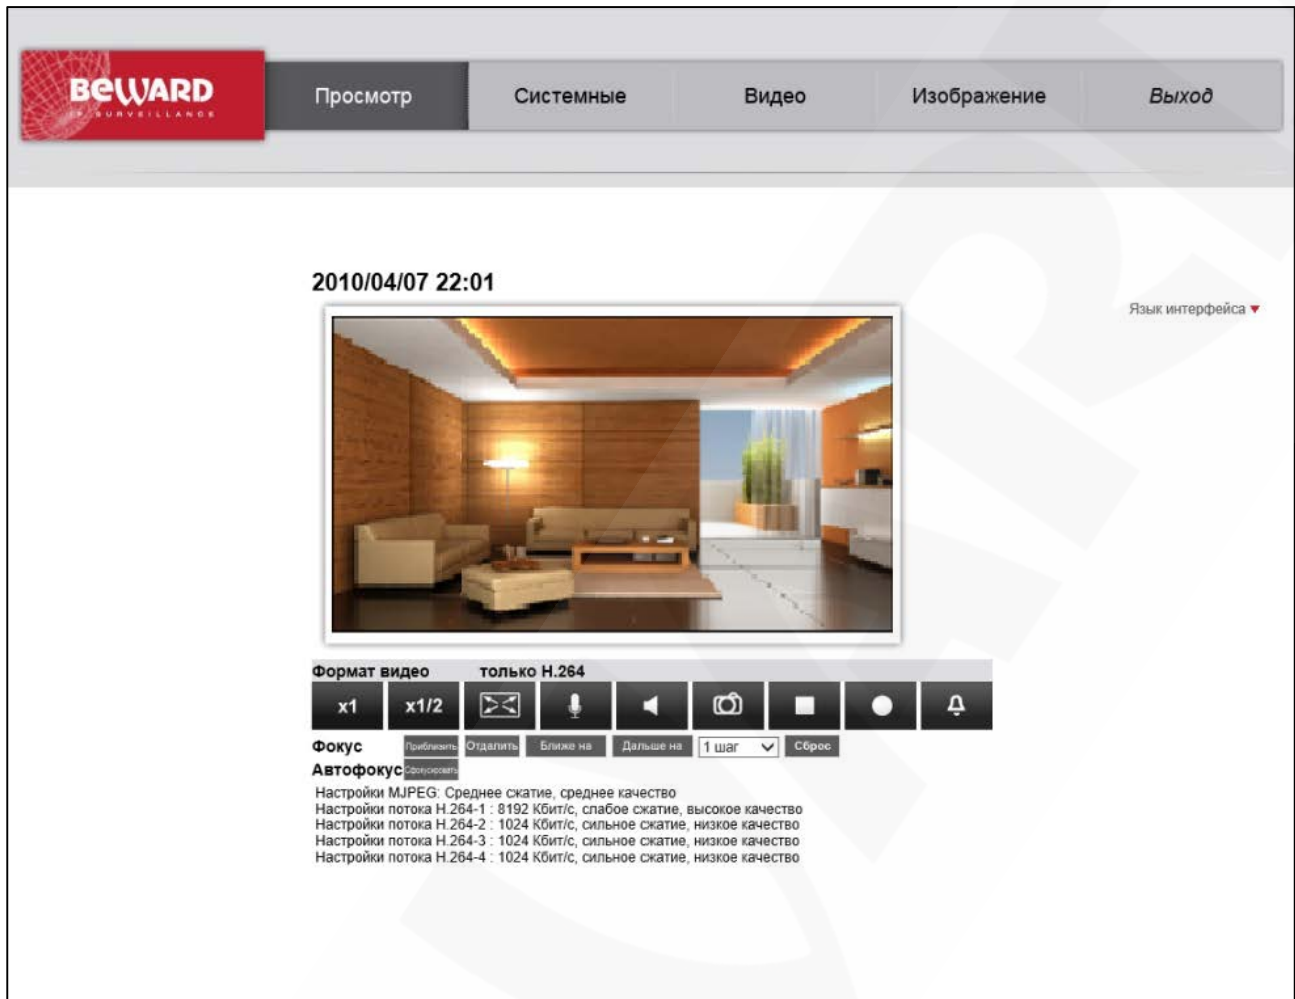 BEWARD
IP SURVEILLANCE
Просмотр Системные Видео Изображение Выход
2010/04/07 22:01
Язык интерфейса
Формат видео только H.264
x1 x1/2
Фокус Приблизить Отдалить Ближе на Дальше на 1 шаг Сброс
Автофокус Сфокусировать
Настройки MJPEG: Среднее сжатие, среднее качество
Настройки потока H.264-1 : 8192 Кбит/с, слабое сжатие, высокое качество
Настройки потока H.264-2 : 1024 Кбит/с, сильное сжатие, низкое качество
Настройки потока H.264-3 : 1024 Кбит/с, сильное сжатие, низкое качество
Настройки потока H.264-4 : 1024 Кбит/с, сильное сжатие, низкое качество